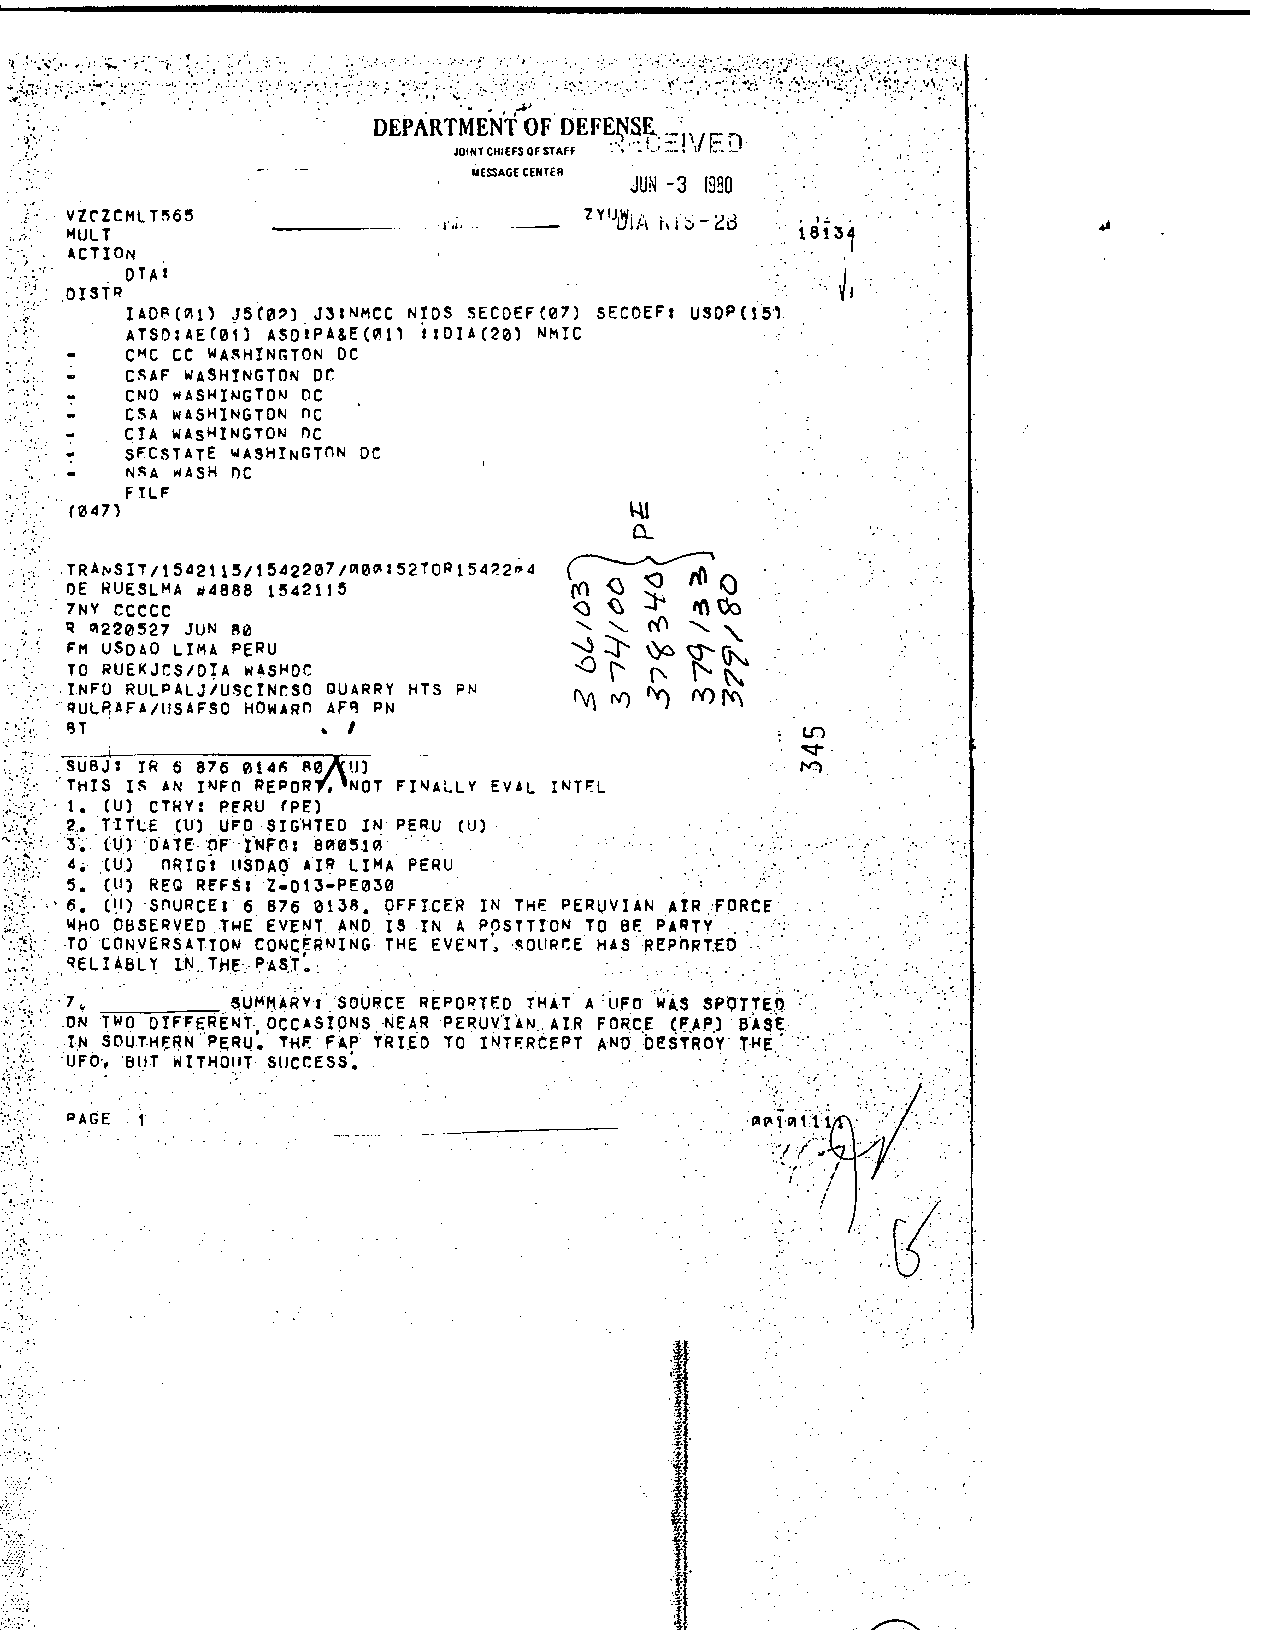 DEPARTMENT OF DEFENSE
JOINT CHIEFS OF STAFF
MESSAGE CENTER
RECEIVED
JUN -3 1980
DIA RTS-2B
VZCZCMLT565
ZYUW
18134
MULT
ACTION
DIA:
DISTR
IADB(01) J5(02) J3:NMCC NIDS SECDEF(07) SECDEF: USDP(15)
ATSD:AE(01) ASD:PA&E(01) ::DIA(20) NMIC
- CMC CC WASHINGTON DC
- CSAF WASHINGTON DC
- CNO WASHINGTON DC
- CSA WASHINGTON DC
- CIA WASHINGTON DC
- SECSTATE WASHINGTON DC
- NSA WASH DC
FILE
(047)
PE
TRANSIT/1542115/1542207/000:52TOR1542204
DE RUESLMA #4888 1542115
ZNY CCCCC
R 022052Z JUN 80
FM USDAO LIMA PERU
TO RUEKJCS/DIA WASHDC
INFO RULPALJ/USCINCSO QUARRY HTS PN
RULPAFA/USAFSO HOWARD AFB PN
BT
3 66103
374100
378340
379133
379180
345
SUBJ: IR 6 876 0146 80 (U)
THIS IS AN INFO REPORT, NOT FINALLY EVAL INTEL
1. (U) CTRY: PERU (PE)
2. TITLE (U) UFO SIGHTED IN PERU (U)
3. (U) DATE OF INFO: 800510
4. (U) ORIG: USDAO AIR LIMA PERU
5. (U) REQ REFS: Z-D13-PE030
6. (U) SOURCE: 6 876 0138. OFFICER IN THE PERUVIAN AIR FORCE
WHO OBSERVED THE EVENT AND IS IN A POSITION TO BE PARTY
TO CONVERSATION CONCERNING THE EVENT. SOURCE HAS REPORTED
RELIABLY IN THE PAST.
7. SUMMARY: SOURCE REPORTED THAT A UFO WAS SPOTTED
ON TWO DIFFERENT OCCASIONS NEAR PERUVIAN AIR FORCE (FAP) BASE
IN SOUTHERN PERU. THE FAP TRIED TO INTERCEPT AND DESTROY THE
UFO, BUT WITHOUT SUCCESS.
PAGE 1
00101111